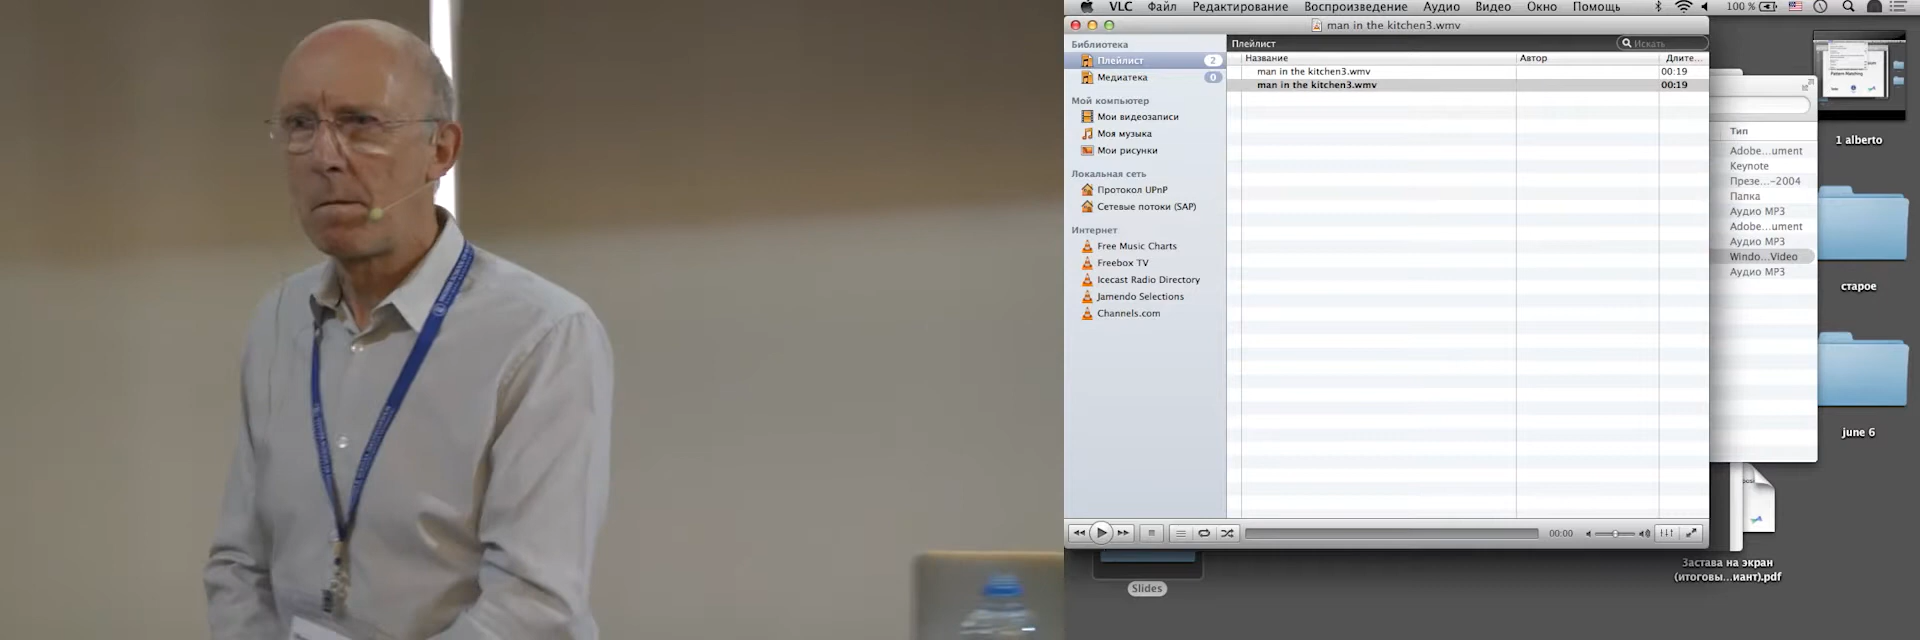 VLC Файл Редактирование Воспроизведение Аудио Видео Окно Помощь 100 %
man in the kitchen3.wmv
Библиотека
Плейлист 2
Медиатека 0
Мой компьютер
Мои видеозаписи
Моя музыка
Мои рисунки
Локальная сеть
Протокол UPnP
Сетевые потоки (SAP)
Интернет
Free Music Charts
Freebox TV
Icecast Radio Directory
Jamendo Selections
Channels.com
Плейлист Искать
Название Автор Длите...
man in the kitchen3.wmv 00:19
man in the kitchen3.wmv 00:19
00:00
Тип
Adobe...ument
Keynote
Презе...-2004
Папка
Аудио MP3
Adobe...ument
Аудио MP3
Windo...Video
Аудио MP3
1 alberto
старое
june 6
Застава на экран
(итоговы...иант).pdf
Slides